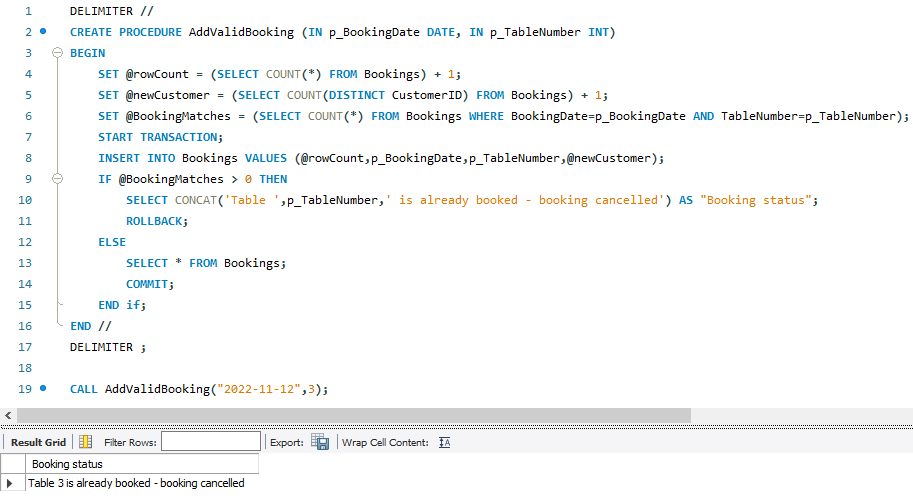 1 DELIMITER //
2 CREATE PROCEDURE AddValidBooking (IN p_BookingDate DATE, IN p_TableNumber INT)
3 BEGIN
4 SET @rowCount = (SELECT COUNT(*) FROM Bookings) + 1;
5 SET @newCustomer = (SELECT COUNT(DISTINCT CustomerID) FROM Bookings) + 1;
6 SET @BookingMatches = (SELECT COUNT(*) FROM Bookings WHERE BookingDate=p_BookingDate AND TableNumber=p_TableNumber);
7 START TRANSACTION;
8 INSERT INTO Bookings VALUES (@rowCount,p_BookingDate,p_TableNumber,@newCustomer);
9 IF @BookingMatches > 0 THEN
10 SELECT CONCAT('Table ',p_TableNumber,' is already booked - booking cancelled') AS "Booking status";
11 ROLLBACK;
12 ELSE
13 SELECT * FROM Bookings;
14 COMMIT;
15 END if;
16 END //
17 DELIMITER ;
18
19 CALL AddValidBooking("2022-11-12",3);
Result Grid Filter Rows: Export: Wrap Cell Content: IA
Booking status
Table 3 is already booked - booking cancelled